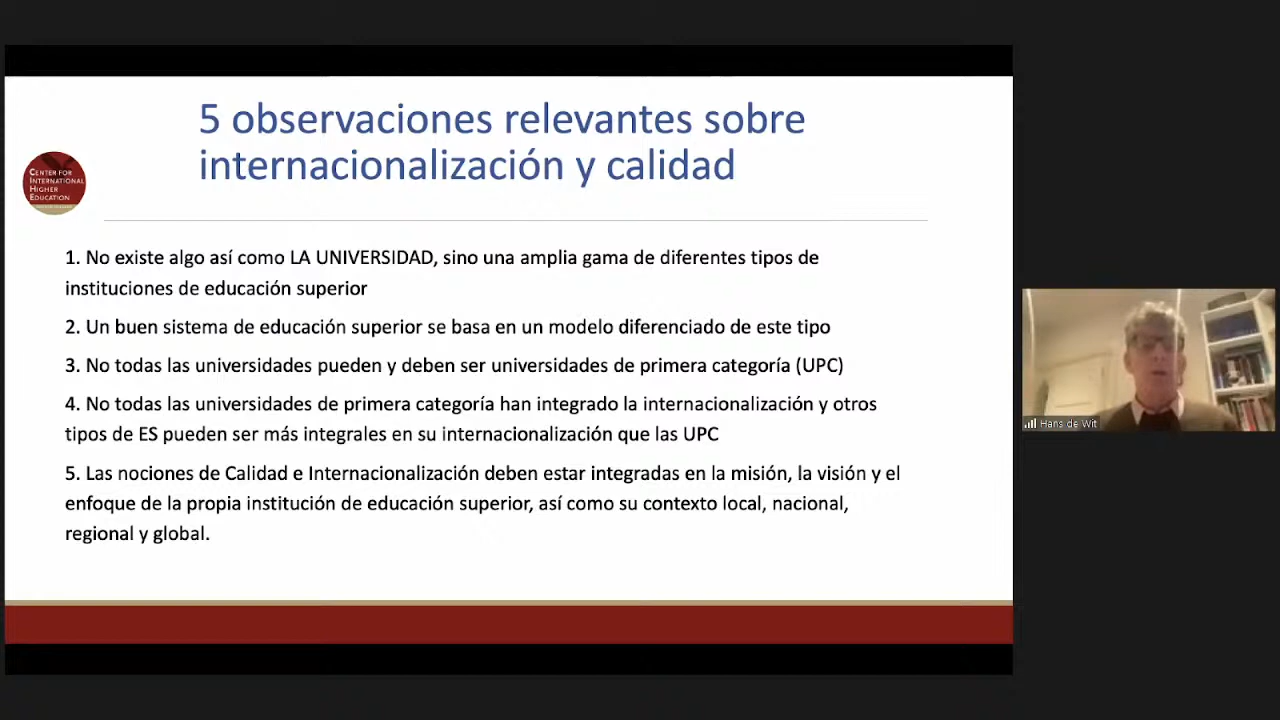 5 observaciones relevantes sobre
internacionalización y calidad
CENTER FOR
INTERNATIONAL
HIGHER
EDUCATION
1. No existe algo así como LA UNIVERSIDAD, sino una amplia gama de diferentes tipos de
instituciones de educación superior
2. Un buen sistema de educación superior se basa en un modelo diferenciado de este tipo
3. No todas las universidades pueden y deben ser universidades de primera categoría (UPC)
4. No todas las universidades de primera categoría han integrado la internacionalización y otros
tipos de ES pueden ser más integrales en su internacionalización que las UPC
5. Las nociones de Calidad e Internacionalización deben estar integradas en la misión, la visión y el
enfoque de la propia institución de educación superior, así como su contexto local, nacional,
regional y global.
Hans de Wit